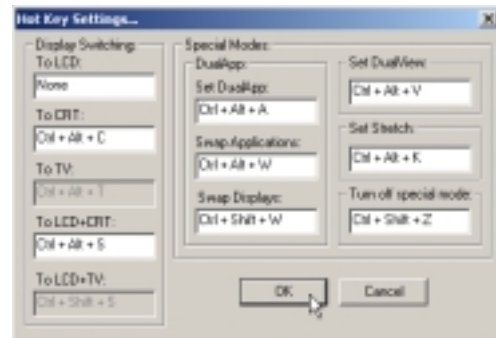 Hot Key Settings...
Display Switching:
To LCD:
None
To CRT:
Ctrl + Alt + C
To TV:
Ctrl + Alt + T
To LCD+CRT:
Ctrl + Alt + S
To LCD+TV:
Ctrl + Shift + S
Special Modes:
DualApp:
Set DualApp:
Ctrl + Alt + A
Swap Applications:
Ctrl + Alt + W
Swap Displays:
Ctrl + Shift + W
Set DualView:
Ctrl + Alt + V
Set Stretch:
Ctrl + Alt + K
Turn off special mode:
Ctrl + Shift + Z
OK
Cancel